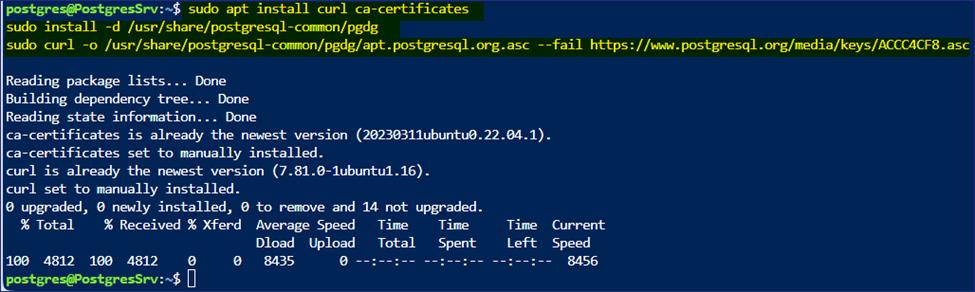 postgres@PostgresSrv:~$ sudo apt install curl ca-certificates
sudo install -d /usr/share/postgresql-common/pgdg
sudo curl -o /usr/share/postgresql-common/pgdg/apt.postgresql.org.asc --fail https://www.postgresql.org/media/keys/ACCC4CF8.asc
Reading package lists... Done
Building dependency tree... Done
Reading state information... Done
ca-certificates is already the newest version (20230311ubuntu0.22.04.1).
ca-certificates set to manually installed.
curl is already the newest version (7.81.0-1ubuntu1.16).
curl set to manually installed.
0 upgraded, 0 newly installed, 0 to remove and 14 not upgraded.
% Total % Received % Xferd Average Speed Time Time Time Current
Dload Upload Total Spent Left Speed
100 4812 100 4812 0 0 8435 0 --:--:-- --:--:-- --:--:-- 8456
postgres@PostgresSrv:~$